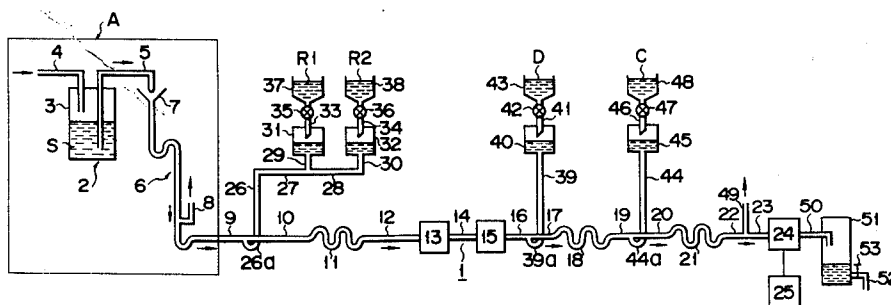 A
R1 R2 D C
4 5 37 38 43 48
3 7 35 33 36 42 41 46 47
31 34 40 45
S 32
29 30
2 6 8 26 27 28 39 44 49 51
9 10 12 14 16 17 19 20 22 23 50 53
13 15 24
26a 11 1 39a 18 44a 21 52
25